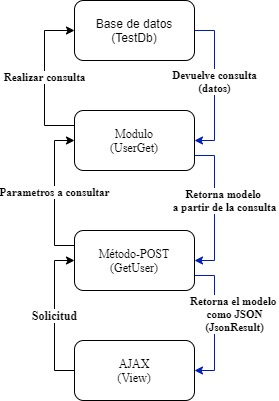 Base de datos
(TestDb)
Realizar consulta
Devuelve consulta
(datos)
Modulo
(UserGet)
Parametros a consultar
Retorna modelo
a partir de la consulta
Método-POST
(GetUser)
Solicitud
Retorna el modelo
como JSON
(JsonResult)
AJAX
(View)